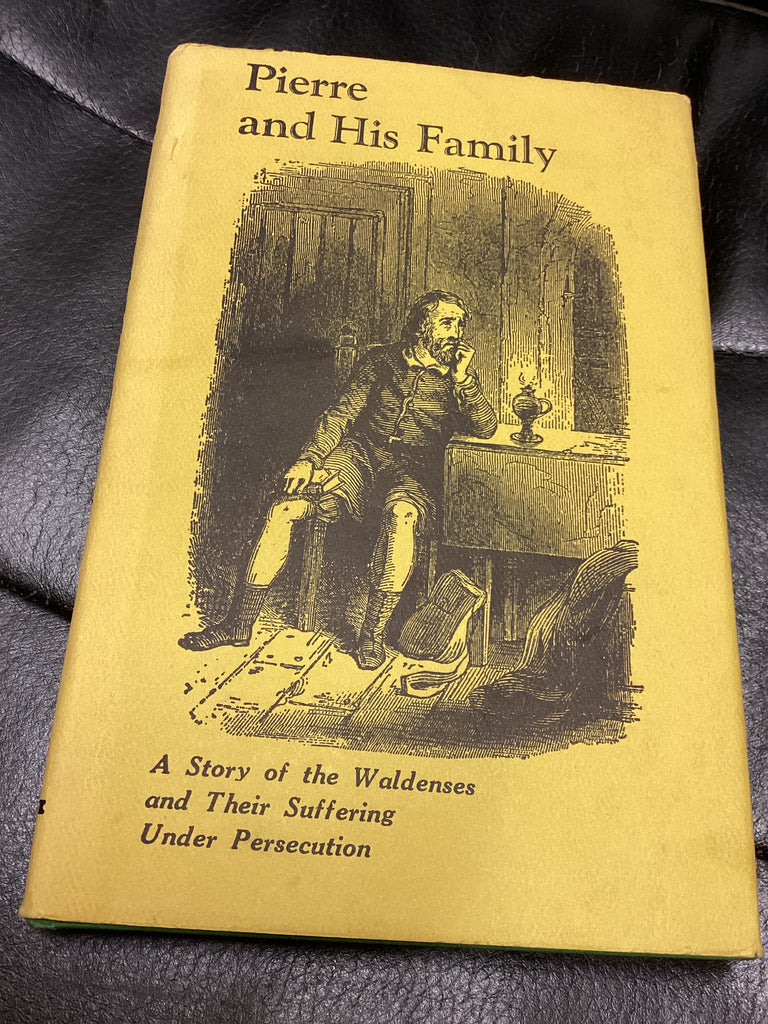 Pierre
and His Family
A Story of the Waldenses
and Their Suffering
Under Persecution